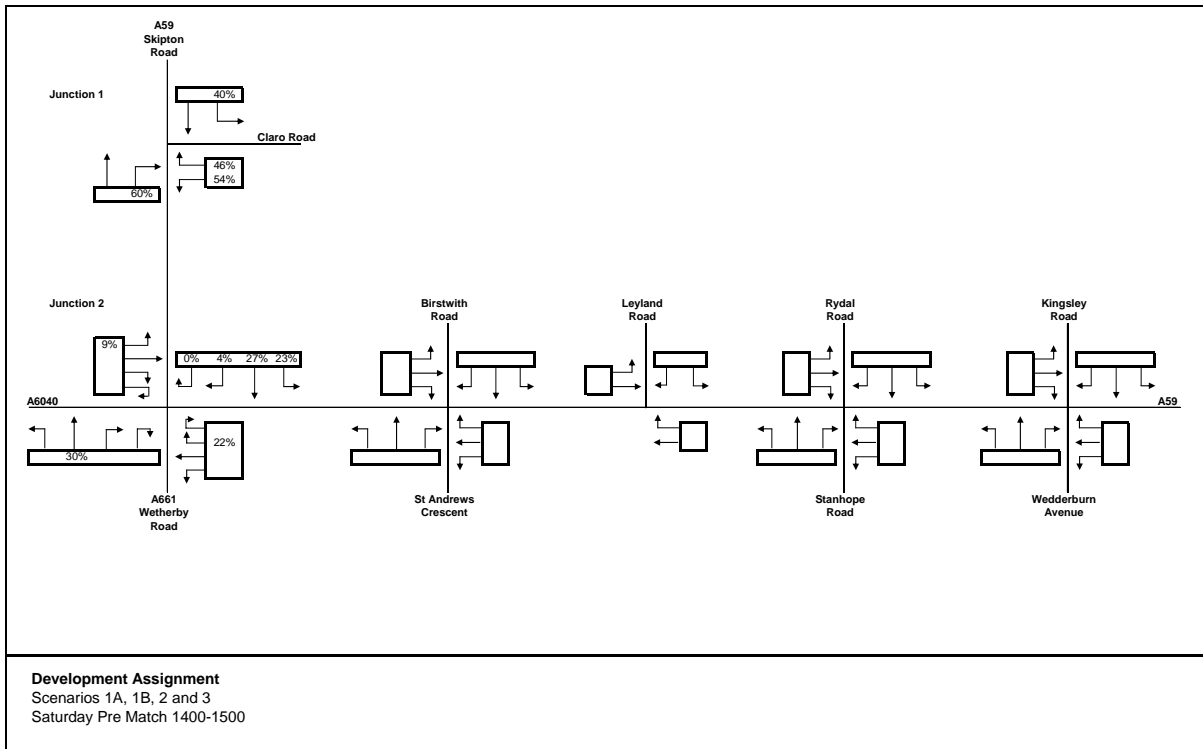 A59
Skipton
Road
Junction 1
40%
Claro Road
46%
54%
60%
Junction 2
Birstwith
Road
Leyland
Road
Rydal
Road
Kingsley
Road
9%
0% 4% 27% 23%
A6040
A59
22%
30%
A661
Wetherby
Road
St Andrews
Crescent
Stanhope
Road
Wedderburn
Avenue
Development Assignment
Scenarios 1A, 1B, 2 and 3
Saturday Pre Match 1400-1500